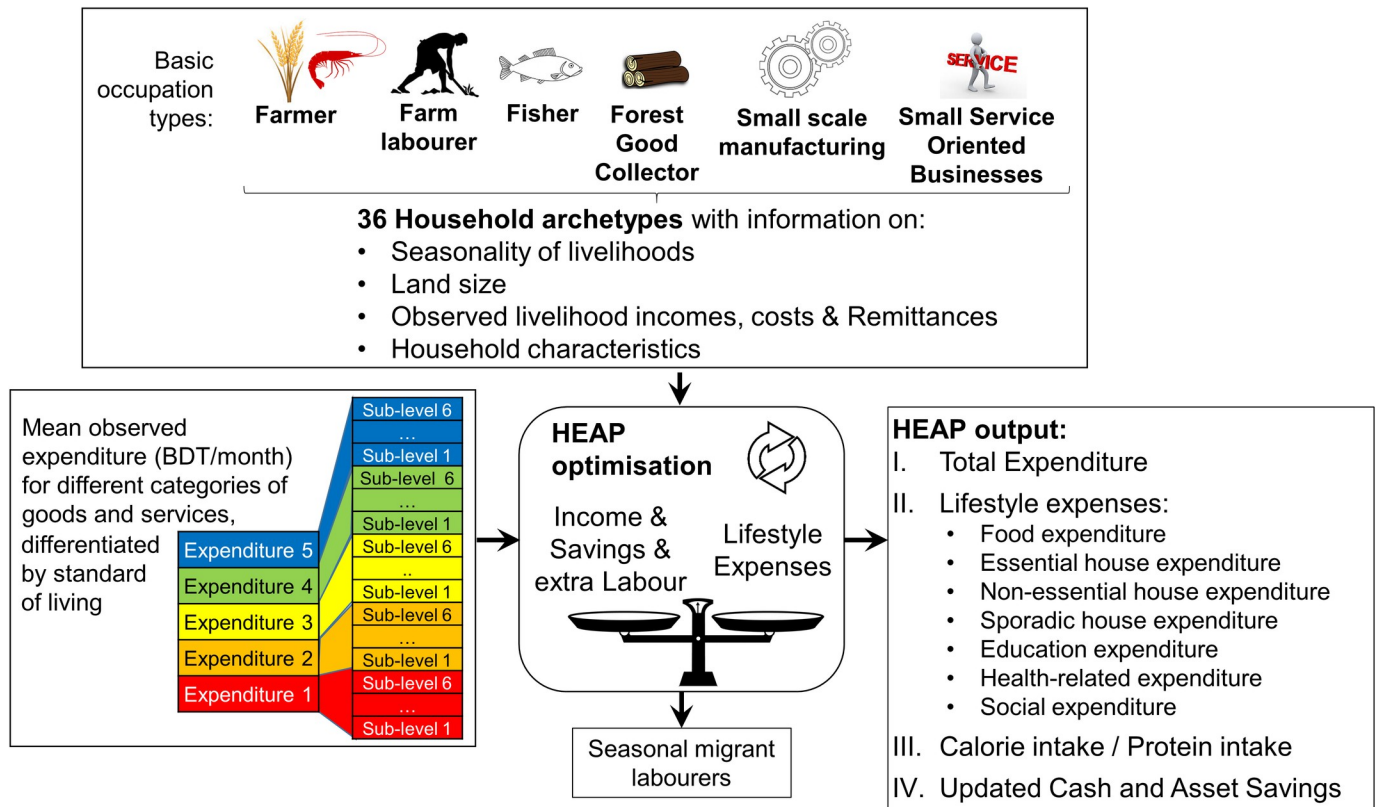 Basic
occupation
types:
Farmer
Farm
labourer
Fisher
Forest
Good
Collector
Small scale
manufacturing
SERVICE
Small Service
Oriented
Businesses
36 Household archetypes with information on:
• Seasonality of livelihoods
• Land size
• Observed livelihood incomes, costs & Remittances
• Household characteristics
Mean observed
expenditure (BDT/month)
for different categories of
goods and services,
differentiated
by standard
of living
Expenditure 5
Expenditure 4
Expenditure 3
Expenditure 2
Expenditure 1
Sub-level 6
...
Sub-level 1
Sub-level 6
...
Sub-level 1
Sub-level 6
..
Sub-level 1
Sub-level 6
...
Sub-level 1
Sub-level 6
...
Sub-level 1
HEAP
optimisation
Income &
Savings &
extra Labour
Lifestyle
Expenses
Seasonal migrant
labourers
HEAP output:
I. Total Expenditure
II. Lifestyle expenses:
• Food expenditure
• Essential house expenditure
• Non-essential house expenditure
• Sporadic house expenditure
• Education expenditure
• Health-related expenditure
• Social expenditure
III. Calorie intake / Protein intake
IV. Updated Cash and Asset Savings